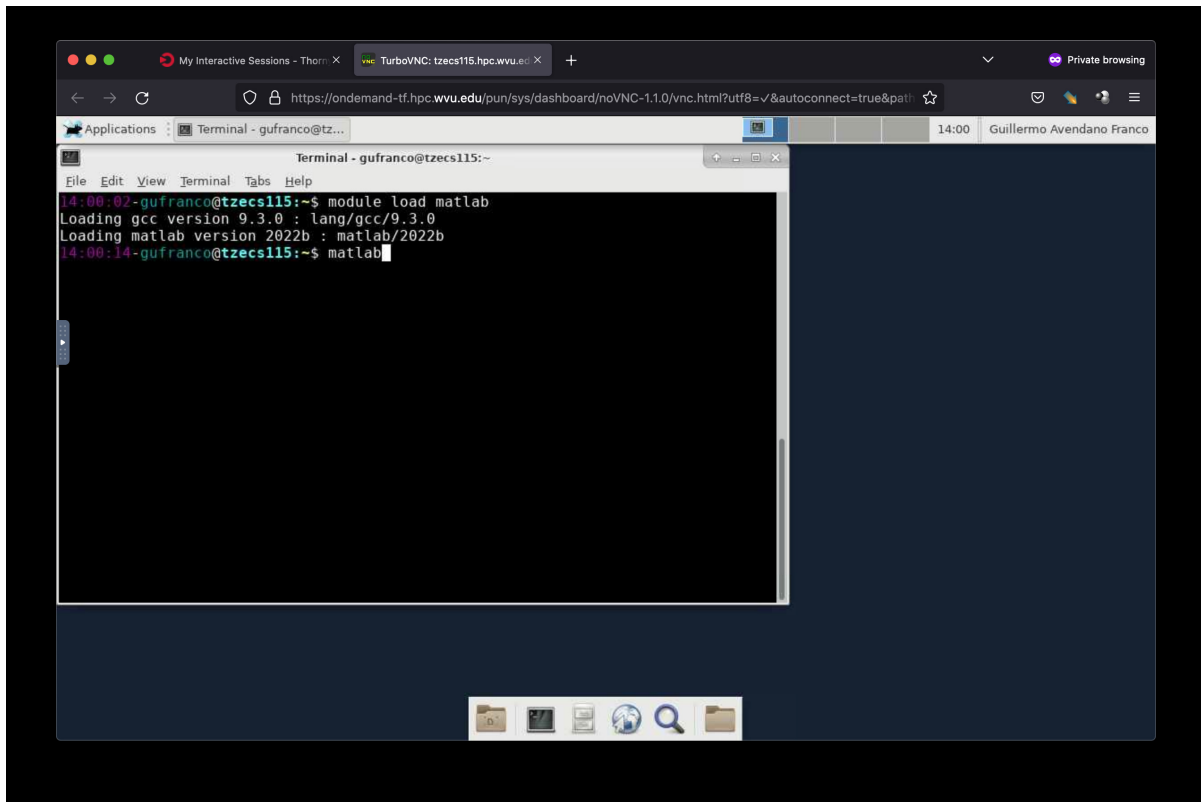 My Interactive Sessions - Thorn
TurboVNC: tzecs115.hpc.wvu.ed
Private browsing
https://ondemand-tf.hpc.wvu.edu/pun/sys/dashboard/noVNC-1.1.0/vnc.html?utf8=✓&autoconnect=true&path
Applications
Terminal - gufranco@tz...
14:00
Guillermo Avendano Franco
Terminal - gufranco@tzecs115:~
File Edit View Terminal Tabs Help
14:00:02-gufranco@tzecs115:~$ module load matlab
Loading gcc version 9.3.0 : lang/gcc/9.3.0
Loading matlab version 2022b : matlab/2022b
14:00:14-gufranco@tzecs115:~$ matlab